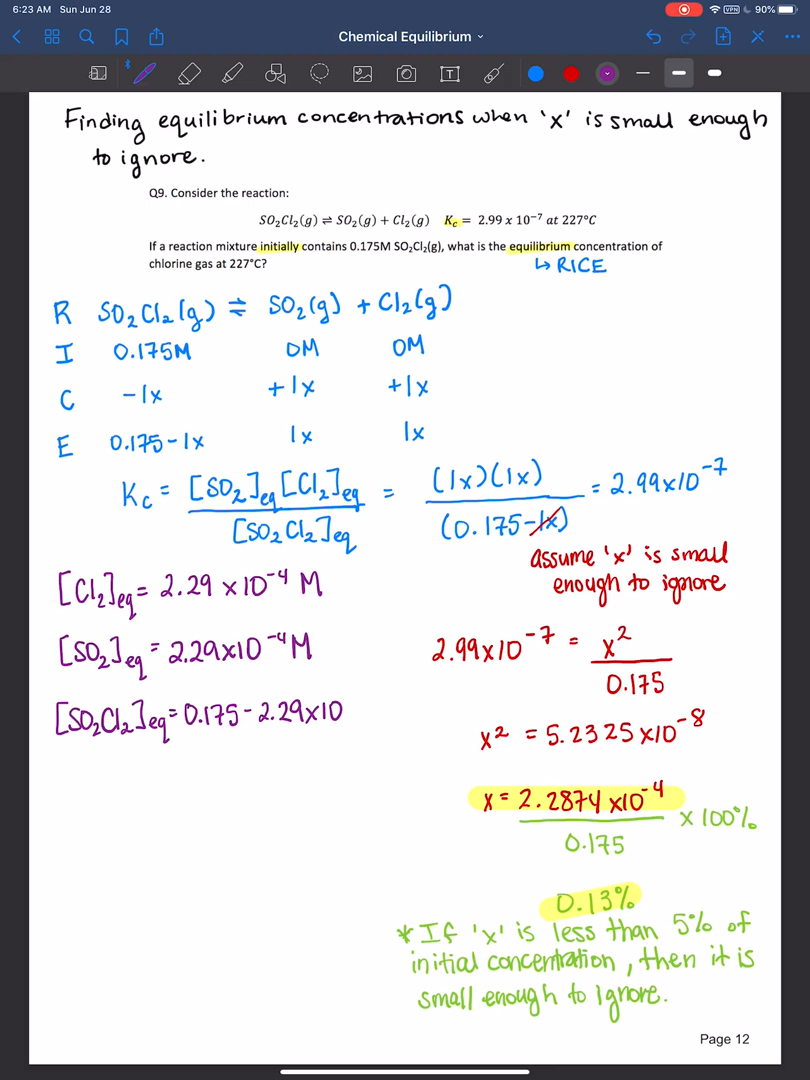 6:23 AM Sun Jun 28
VPN 90%
Chemical Equilibrium
Finding equilibrium concentrations when 'x' is small enough
to ignore.
Q9. Consider the reaction:
SO₂Cl₂(g) ⇌ SO₂(g) + Cl₂(g) K_c = 2.99 x 10⁻⁷ at 227°C
If a reaction mixture initially contains 0.175M SO₂Cl₂(g), what is the equilibrium concentration of
chlorine gas at 227°C?
↳ RICE
R SO₂Cl₂(g) ⇌ SO₂(g) + Cl₂(g)
I 0.175M 0M 0M
C -1x +1x +1x
E 0.175-1x 1x 1x
Kc = [SO₂]eq [Cl₂]eq / [SO₂Cl₂]eq = (1x)(1x) / (0.175-1x) = 2.99x10⁻⁷
assume 'x' is small
enough to ignore
[Cl₂]eq = 2.29 x10⁻⁴ M
[SO₂]eq = 2.29x10⁻⁴ M
[SO₂Cl₂]eq = 0.175 - 2.29x10
2.99x10⁻⁷ = x² / 0.175
x² = 5.2325x10⁻⁸
x = 2.2874 x10⁻⁴ / 0.175 x 100%
0.13%
*If 'x' is less than 5% of
initial concentration, then it is
small enough to ignore.
Page 12